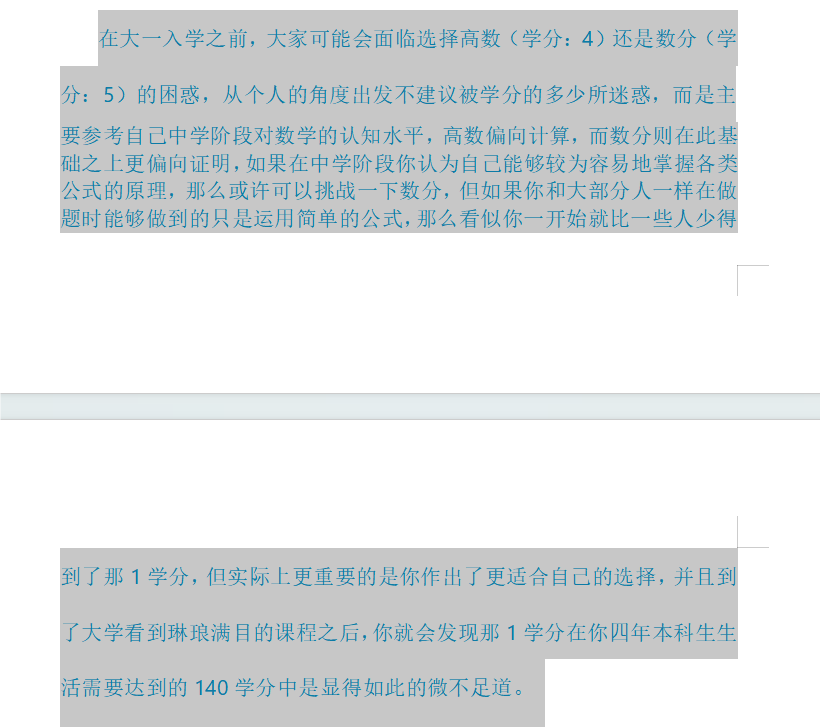 在大一入学之前，大家可能会面临选择高数（学分：4）还是数分（学
分：5）的困惑，从个人的角度出发不建议被学分的多少所迷惑，而是主
要参考自己中学阶段对数学的认知水平，高数偏向计算，而数分则在此基
础之上更偏向证明，如果在中学阶段你认为自己能够较为容易地掌握各类
公式的原理，那么或许可以挑战一下数分，但如果你和大部分人一样在做
题时能够做到的只是运用简单的公式，那么看似你一开始就比一些人少得
到了那 1 学分，但实际上更重要的是你作出了更适合自己的选择，并且到
了大学看到琳琅满目的课程之后，你就会发现那 1 学分在你四年本科生生
活需要达到的 140 学分中是显得如此的微不足道。